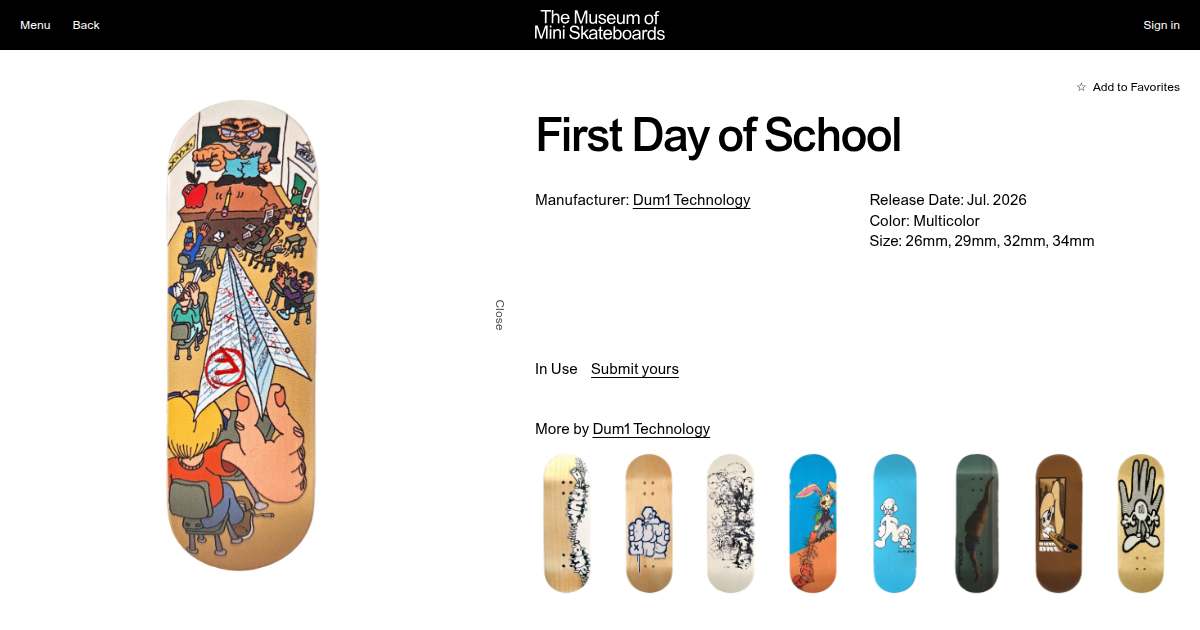 Menu
Back
The Museum of
Mini Skateboards
Sign in
☆ Add to Favorites
First Day of School
Manufacturer: Dum1 Technology
Release Date: Jul. 2026
Color: Multicolor
Size: 26mm, 29mm, 32mm, 34mm
Close
In Use
Submit yours
More by Dum1 Technology